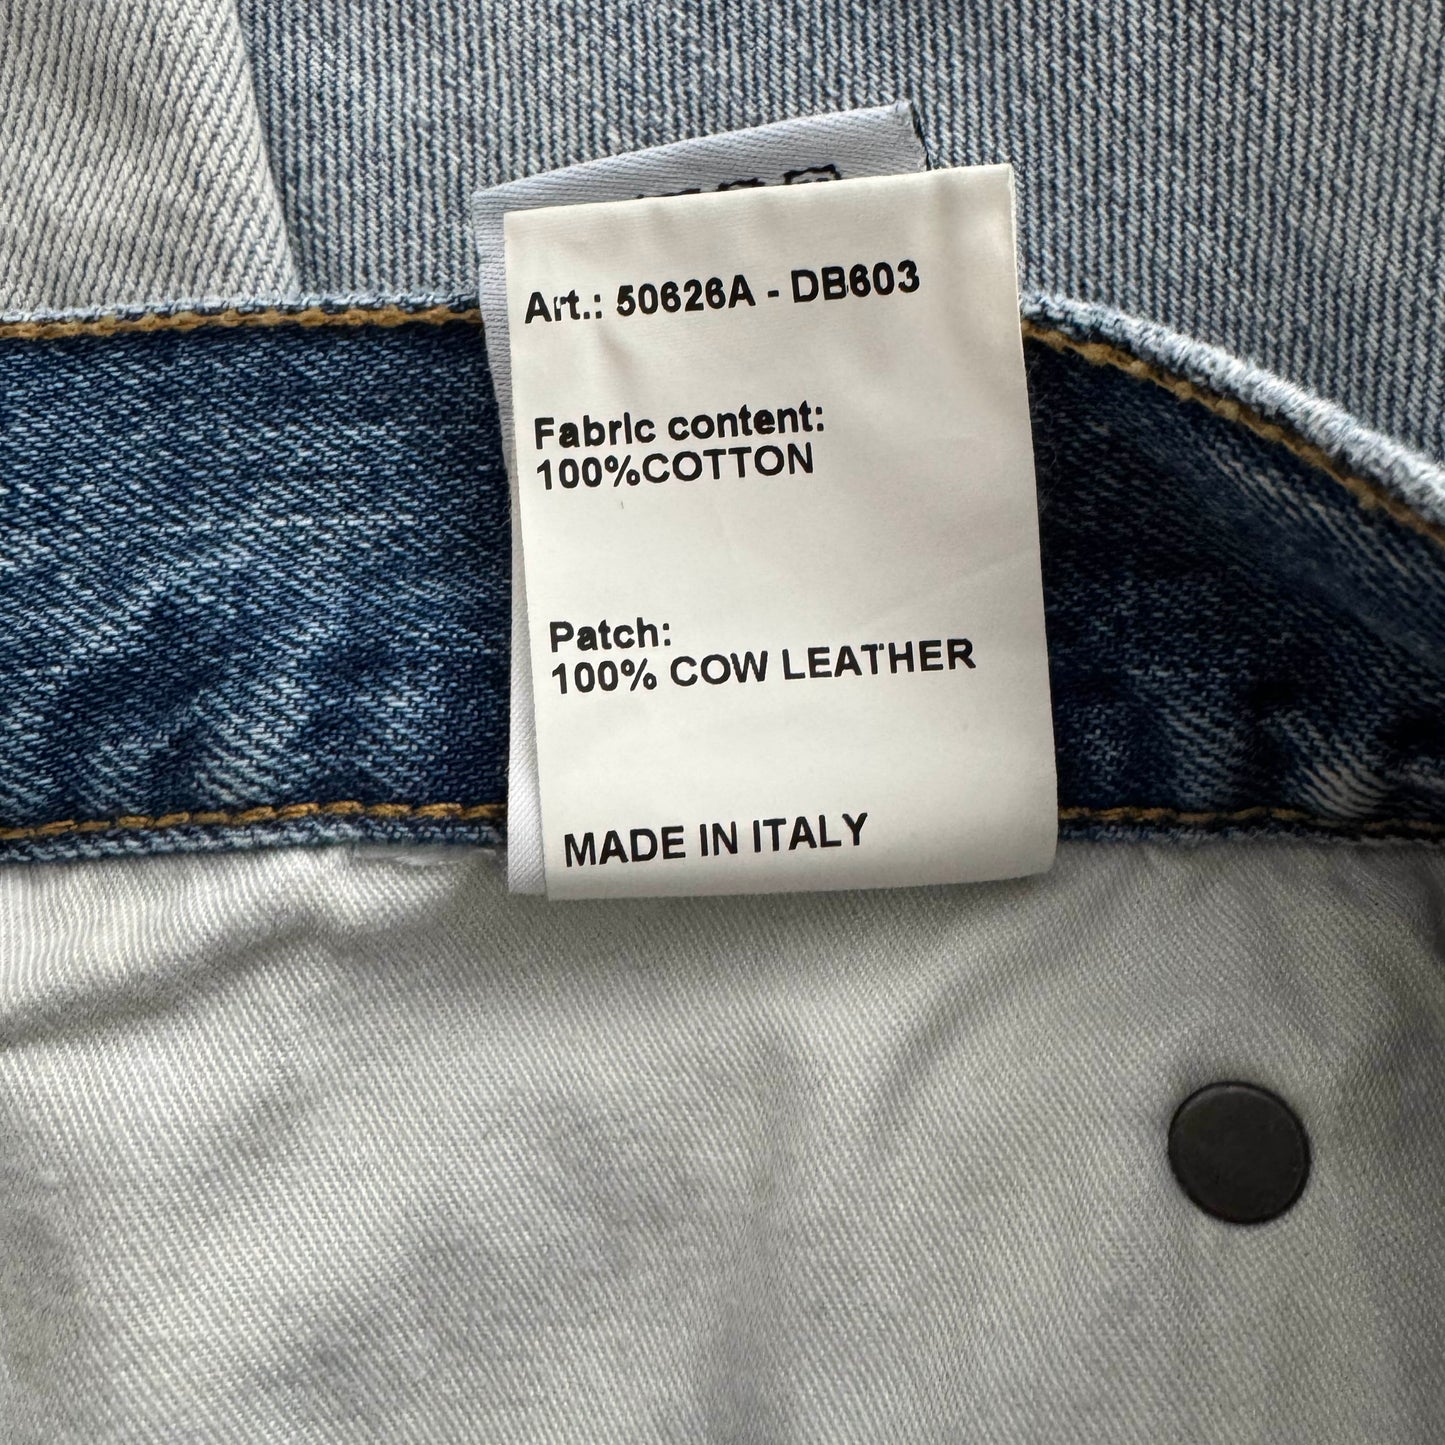 Art.: 50626A - DB603
Fabric content:
100%COTTON
Patch:
100% COW LEATHER
MADE IN ITALY